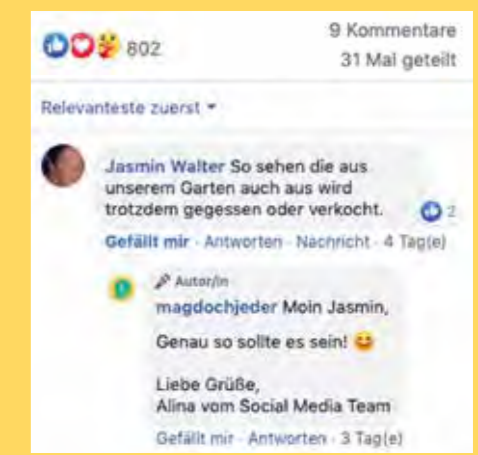 802
9 Kommentare
31 Mal geteilt
Relevanteste zuerst
Jasmin Walter So sehen die aus
unserem Garten auch aus wird
trotzdem gegessen oder verkocht.
2
Gefällt mir · Antworten · Nachricht · 4 Tag(e)
Autor/in
magdochjeder Moin Jasmin,
Genau so sollte es sein! 😀
Liebe Grüße,
Alina vom Social Media Team
Gefällt mir · Antworten · 3 Tag(e)